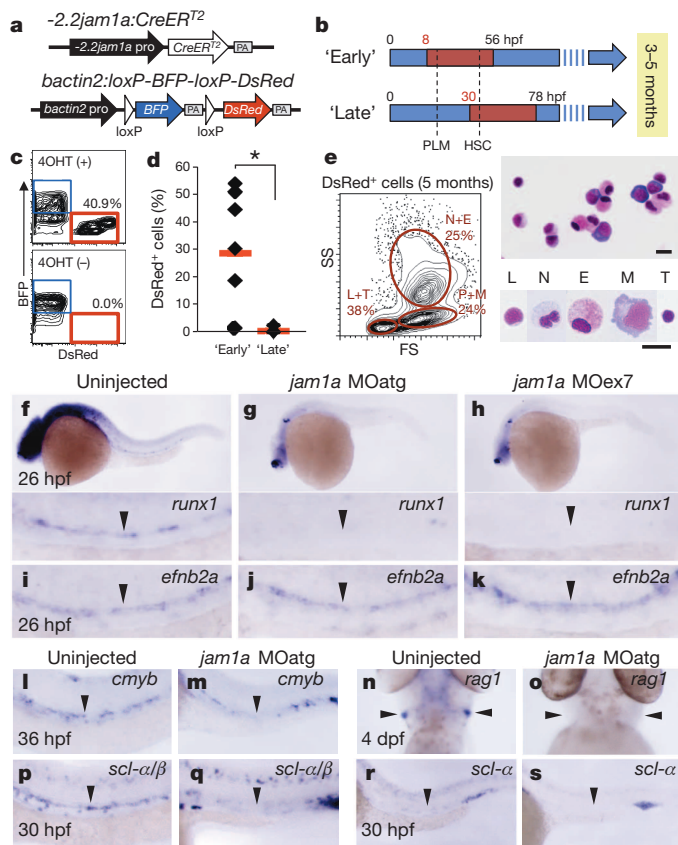 a
-2.2jam1a:CreER^T2
-2.2jam1a pro
CreER^T2
PA
bactin2:loxP-BFP-loxP-DsRed
bactin2 pro
BFP
PA
DsRed
PA
loxP
loxP
b
0
8
56 hpf
'Early'
0
30
78 hpf
'Late'
PLM
HSC
3–5 months
c
4OHT (+)
40.9%
4OHT (–)
0.0%
BFP
DsRed
d
*
DsRed+ cells (%)
60
50
40
30
20
10
0
'Early'
'Late'
e
DsRed+ cells (5 months)
N+E
25%
L+T
38%
P+M
24%
SS
FS
L N E M T
Uninjected
jam1a MOatg
jam1a MOex7
f
g
h
26 hpf
runx1
runx1
runx1
i
efnb2a
j
efnb2a
k
efnb2a
26 hpf
Uninjected
jam1a MOatg
Uninjected
jam1a MOatg
l
cmyb
m
cmyb
n
rag1
o
rag1
36 hpf
4 dpf
p
scl-α/β
q
scl-α/β
r
scl-α
s
scl-α
30 hpf
30 hpf